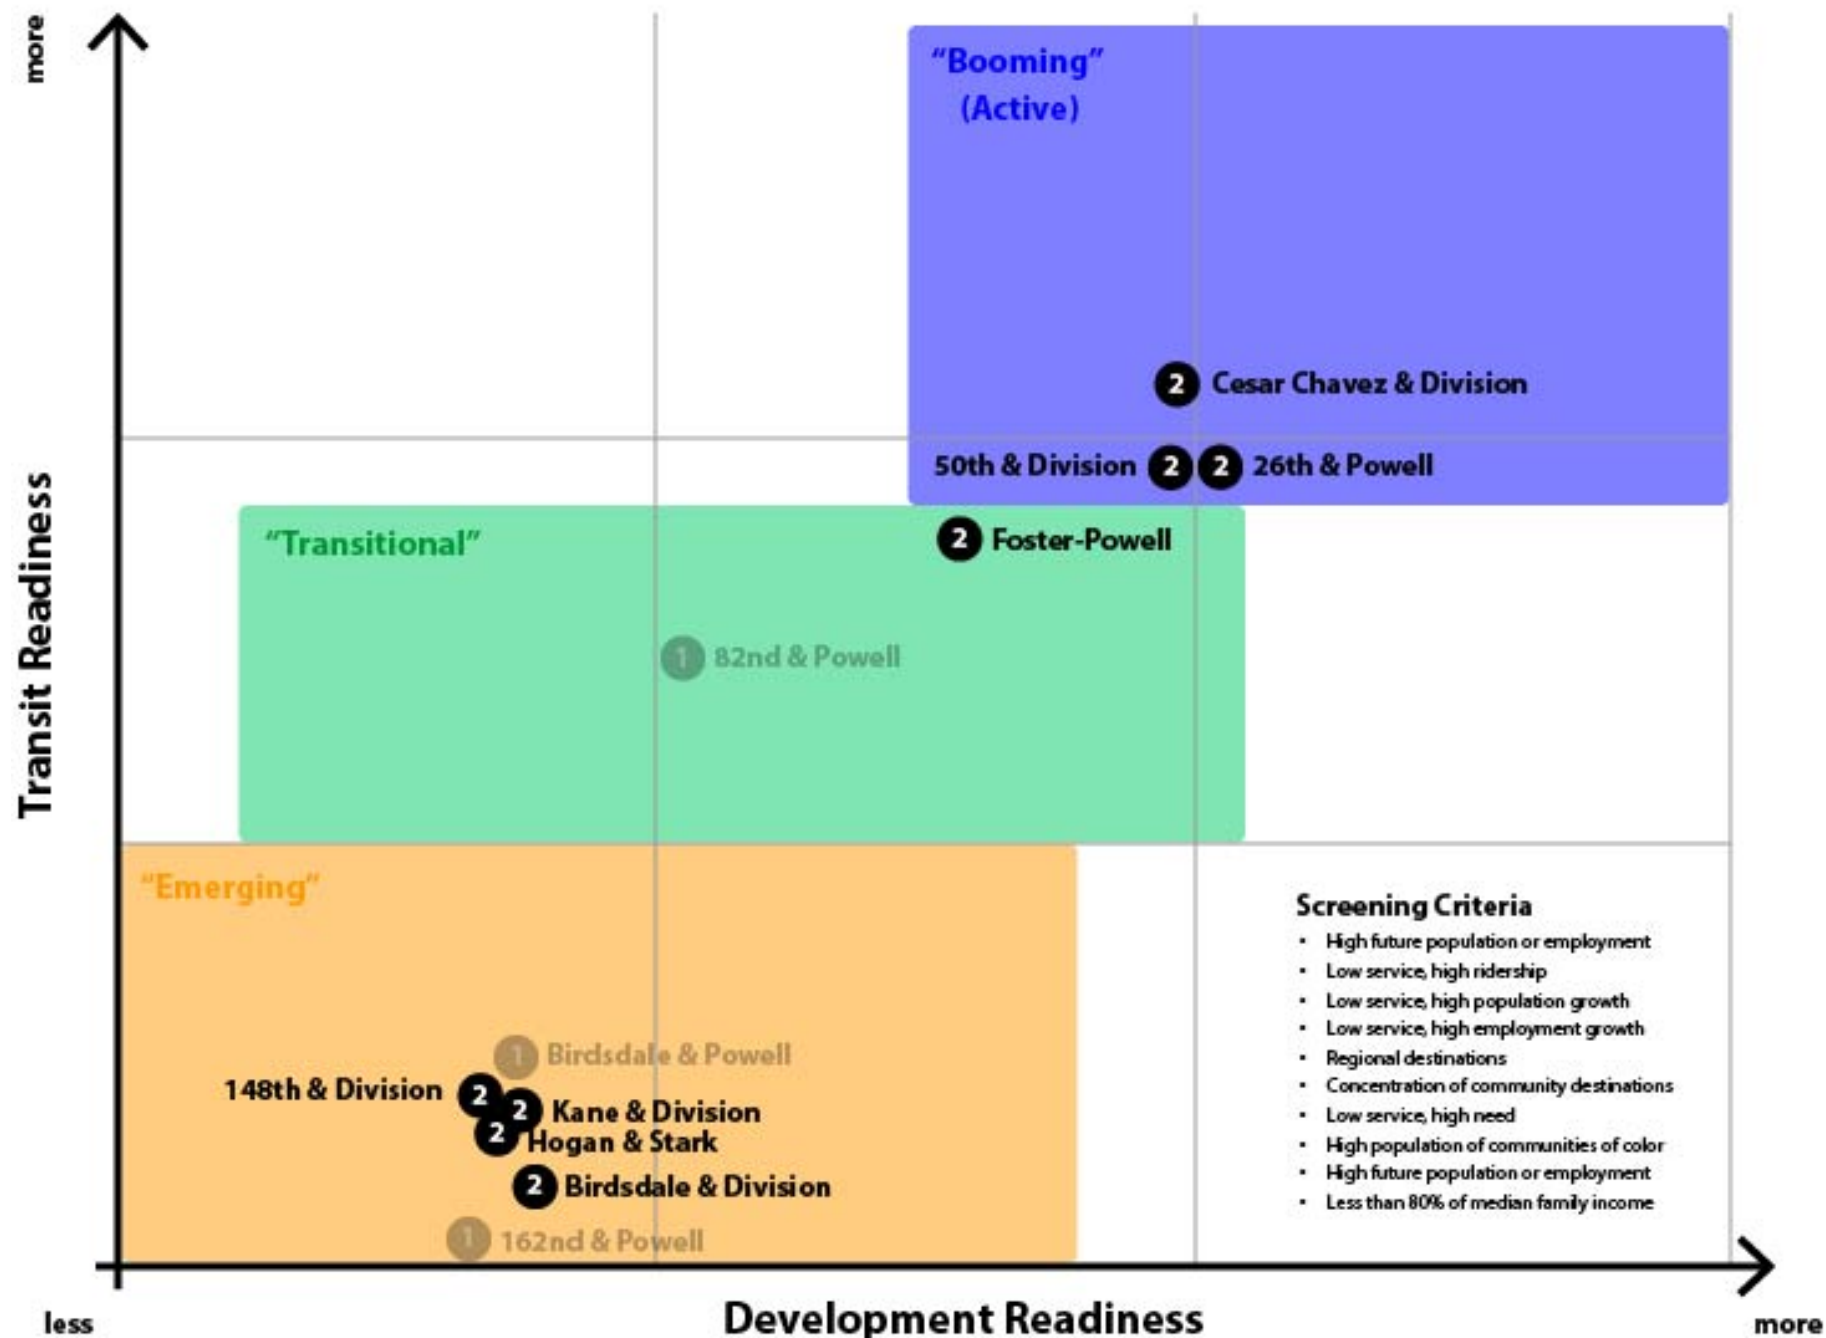 more
"Booming"
(Active)
2 Cesar Chavez & Division
50th & Division 2 2 26th & Powell
"Transitional"
2 Foster-Powell
1 82nd & Powell
Transit Readiness
"Emerging"
1 Birdsdale & Powell
148th & Division 2
2 Kane & Division
2 Hogan & Stark
2 Birdsdale & Division
1 162nd & Powell
Screening Criteria
▪ High future population or employment
▪ Low service, high ridership
▪ Low service, high population growth
▪ Low service, high employment growth
▪ Regional destinations
▪ Concentration of community destinations
▪ Low service, high need
▪ High population of communities of color
▪ High future population or employment
▪ Less than 80% of median family income
less
Development Readiness
more